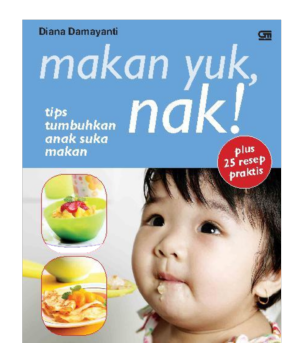 Diana Damayanti
makan yuk,
nak!
tips
tumbuhkan
anak suka
makan
plus
25 resep
praktis